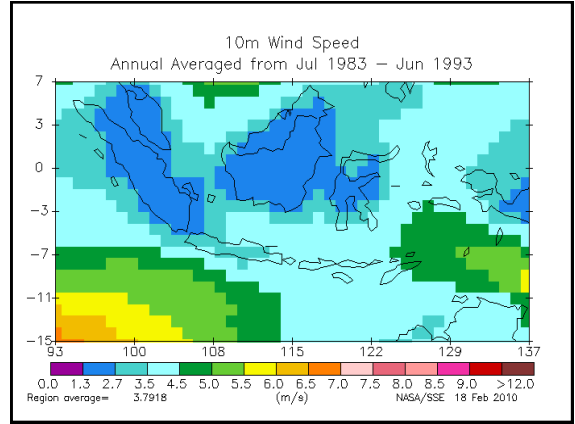 10m Wind Speed
Annual Averaged from Jul 1983 – Jun 1993
7
3
0
−3
−7
−11
−15
93 100 108 115 122 129 137
0.0 1.3 2.7 3.5 4.5 5.0 5.5 6.0 6.5 7.0 7.5 8.0 8.5 9.0 >12.0
Region average= 3.7918 (m/s) NASA/SSE 18 Feb 2010